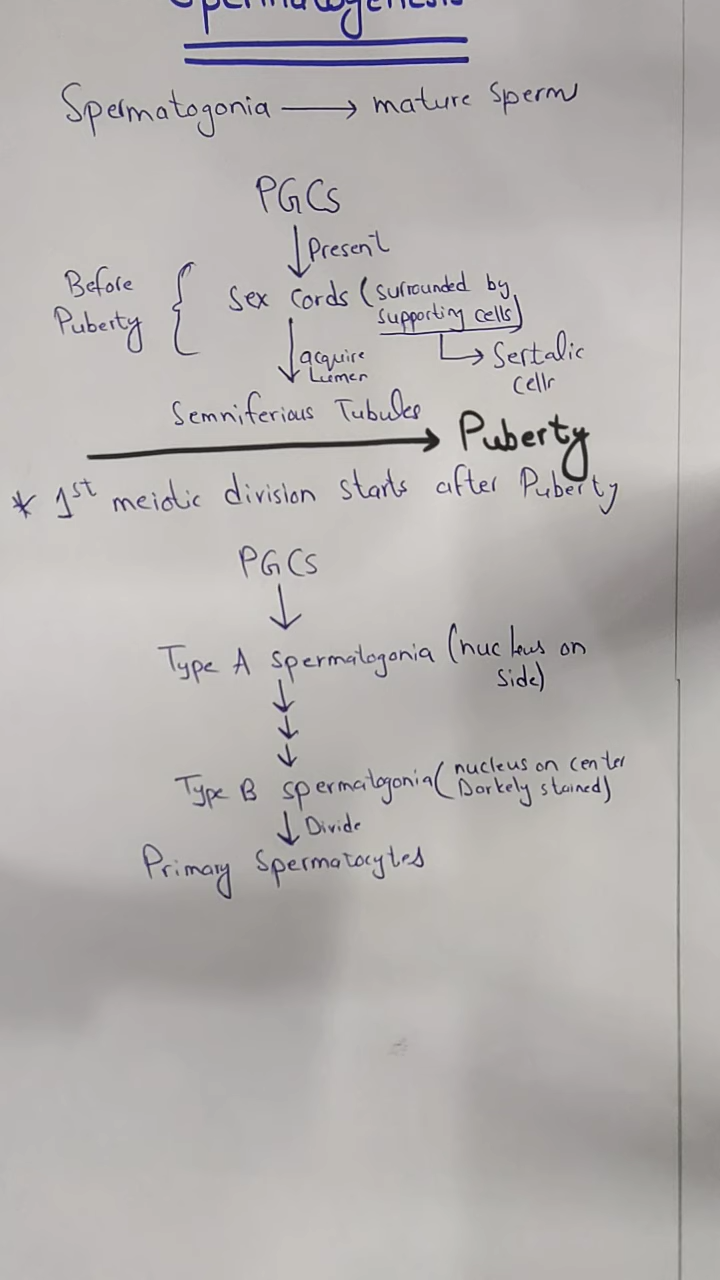 Spermatogenesis
Spermatogonia → mature Sperm
PGCs
↓ Present
Before Puberty { Sex Cords (surrounded by supporting cells)
↳ Sertalic cells
↓ acquire Lumen
Semniferious Tubules
→ Puberty
* 1st meiotic division starts after Puberty
PGCs
↓
Type A spermatogonia (nucleus on side)
↓
↓
↓
Type B spermatogonia (nucleus on center Darkely stained)
↓ Divide
Primary Spermatocytes